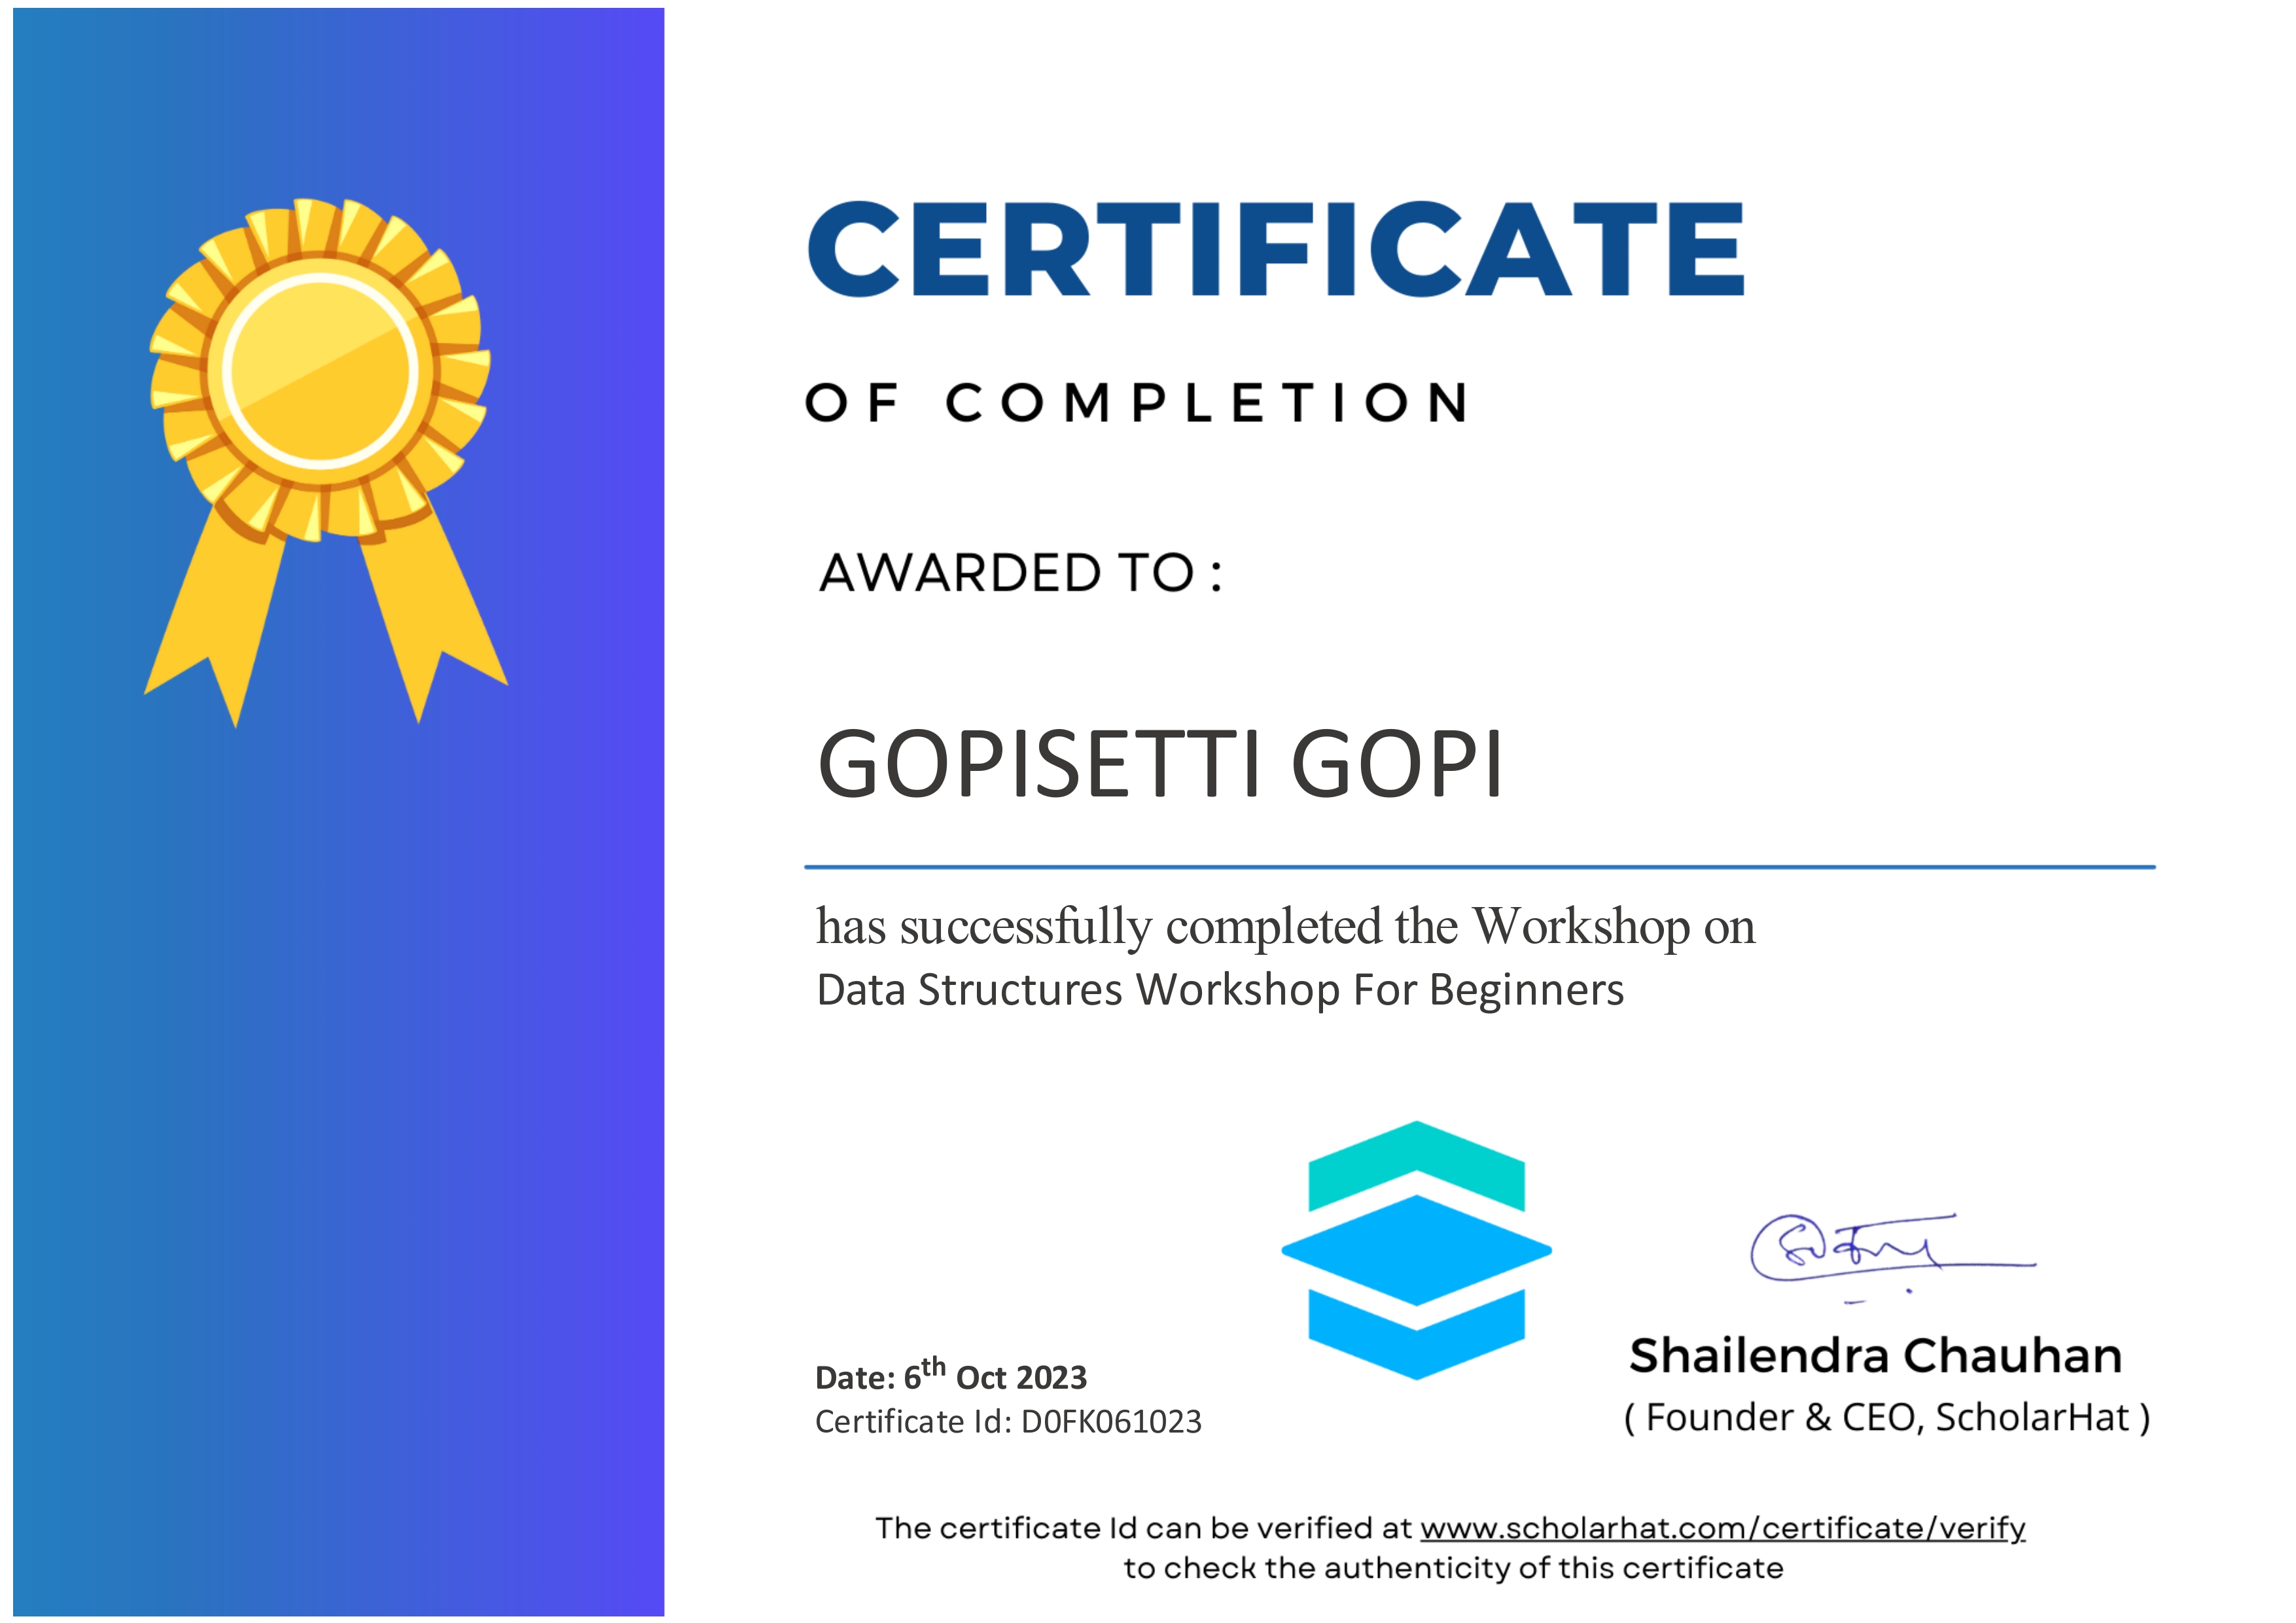 CERTIFICATE
OF COMPLETION
AWARDED TO :
GOPISETTI GOPI
has successfully completed the Workshop on
Data Structures Workshop For Beginners
Date: 6th Oct 2023
Certificate Id: D0FK061023
Shailendra Chauhan
( Founder & CEO, ScholarHat )
The certificate Id can be verified at www.scholarhat.com/certificate/verify
to check the authenticity of this certificate